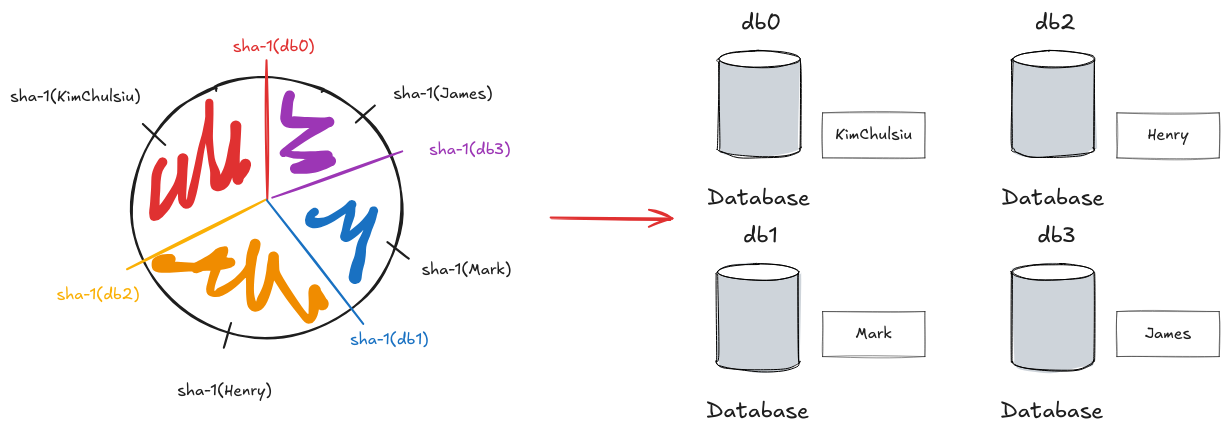 sha-1(db0)
sha-1(KimChulsiu)
sha-1(James)
sha-1(db3)
sha-1(Mark)
sha-1(db2)
sha-1(db1)
sha-1(Henry)
db0
KimChulsiu
Database
db2
Henry
Database
db1
Mark
Database
db3
James
Database